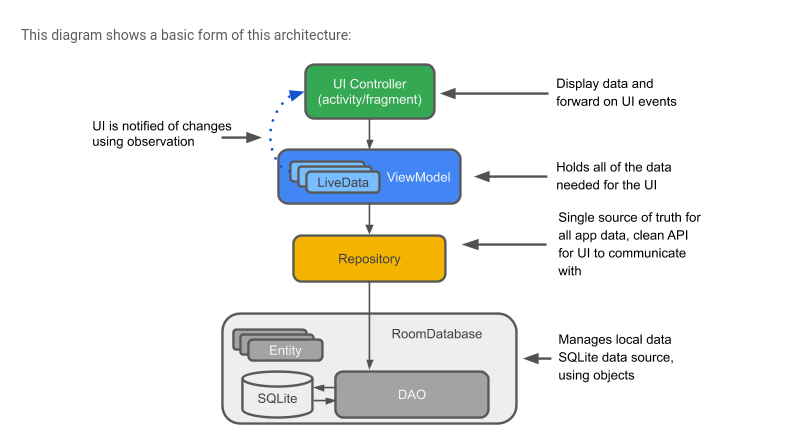 This diagram shows a basic form of this architecture:
UI Controller
(activity/fragment)
Display data and
forward on UI events
UI is notified of changes
using observation
LiveData
ViewModel
Holds all of the data
needed for the UI
Repository
Single source of truth for
all app data, clean API
for UI to communicate
with
RoomDatabase
Entity
SQLite
DAO
Manages local data
SQLite data source,
using objects